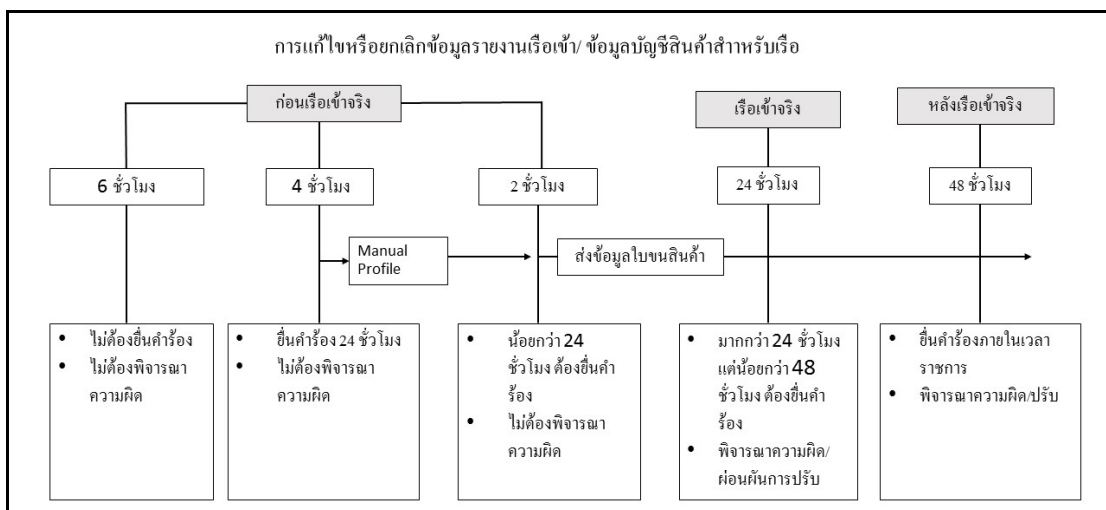 การแก้ไขหรือยกเลิกข้อมูลรายงานเรือเข้า/ ข้อมูลบัญชีสินค้าสำาหรับเรือ
ก่อนเรือเข้าจริง
เรือเข้าจริง
หลังเรือเข้าจริง
6 ชั่วโมง
4 ชั่วโมง
2 ชั่วโมง
24 ชั่วโมง
48 ชั่วโมง
Manual
Profile
ส่งข้อมูลใบขนสินค้า
• ไม่ต้องยื่นคำร้อง
• ไม่ต้องพิจารณา
ความผิด
• ยื่นคำร้อง 24 ชั่วโมง
• ไม่ต้องพิจารณา
ความผิด
• น้อยกว่า 24
ชั่วโมง ต้องยื่นคำ
ร้อง
• ไม่ต้องพิจารณา
ความผิด
• มากกว่า 24 ชั่วโมง
แต่น้อยกว่า 48
ชั่วโมง ต้องยื่นคำ
ร้อง
• พิจารณาความผิด/
ผ่อนผันการปรับ
• ยื่นคำร้องภายในเวลา
ราชการ
• พิจารณาความผิด/ปรับ